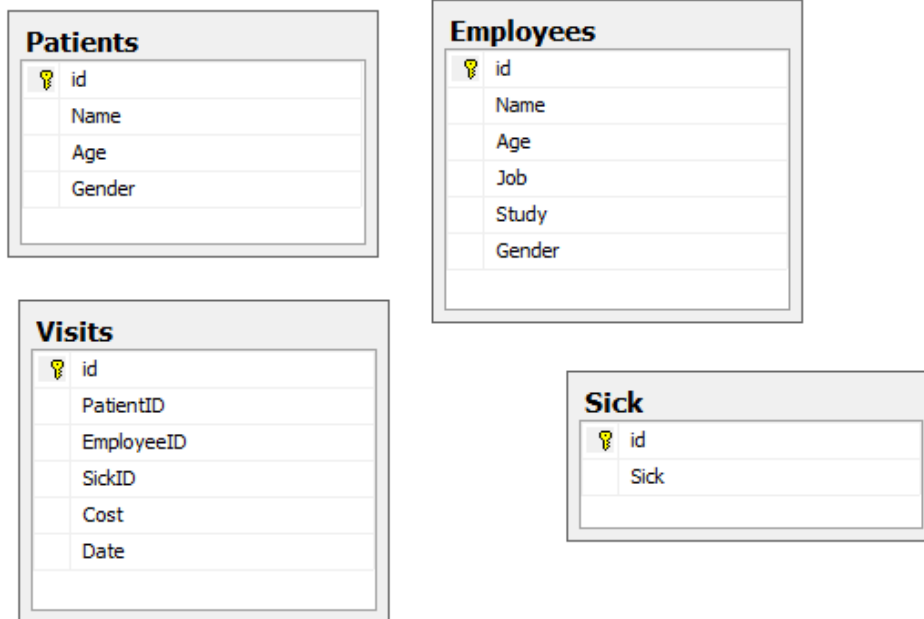 Patients
id
Name
Age
Gender
Employees
id
Name
Age
Job
Study
Gender
Visits
id
PatientID
EmployeeID
SickID
Cost
Date
Sick
id
Sick